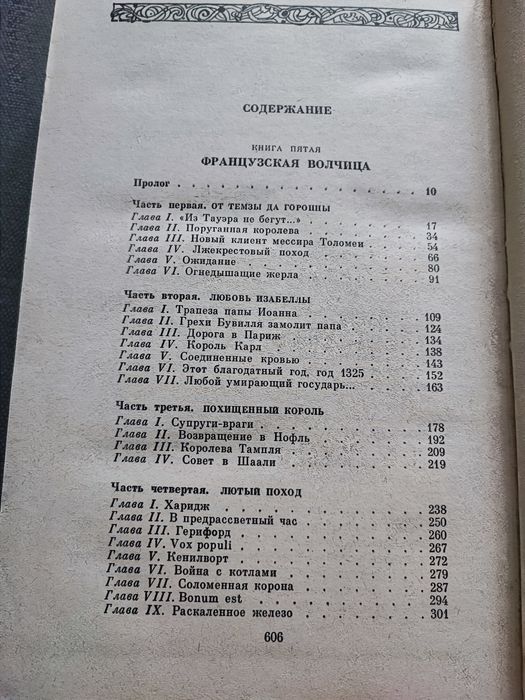 СОДЕРЖАНИЕ
КНИГА ПЯТАЯ
ФРАНЦУЗСКАЯ ВОЛЧИЦА
Пролог . . . . . . . . . . . . . . . . 10
Часть первая. ОТ ТЕМЗЫ ДА ГОРОННЫ
Глава I. «Из Тауэра не бегут...» . . . . . . . . 17
Глава II. Поруганная королева . . . . . . . . 34
Глава III. Новый клиент мессира Толомеи . . . . 54
Глава IV. Лжекрестовый поход . . . . . . . . 66
Глава V. Ожидание . . . . . . . . . . . 80
Глава VI. Огнедышащие жерла . . . . . . . . 91
Часть вторая. ЛЮБОВЬ ИЗАБЕЛЛЫ
Глава I. Трапеза папы Иоанна . . . . . . . 109
Глава II. Грехи Бувилля замолит папа . . . . . 124
Глава III. Дорога в Париж . . . . . . . . 134
Глава IV. Король Карл . . . . . . . . . 138
Глава V. Соединенные кровью . . . . . . . 143
Глава VI. Этот благодатный год, год 1325 . . . . 152
Глава VII. Любой умирающий государь... . . . . 163
Часть третья. ПОХИЩЕННЫЙ КОРОЛЬ
Глава I. Супруги-враги . . . . . . . . . 178
Глава II. Возвращение в Нофль . . . . . . . 192
Глава III. Королева Тампля . . . . . . . . 209
Глава IV. Совет в Шаали . . . . . . . . 219
Часть четвертая. ЛЮТЫЙ ПОХОД
Глава I. Харидж . . . . . . . . . . . 238
Глава II. В предрассветный час . . . . . . . 250
Глава III. Герифорд . . . . . . . . . . 260
Глава IV. Vox populi . . . . . . . . . . 267
Глава V. Кенилворт . . . . . . . . . . 272
Глава VI. Война с котлами . . . . . . . . 279
Глава VII. Соломенная корона . . . . . . . 287
Глава VIII. Bonum est . . . . . . . . . 294
Глава IX. Раскаленное железо . . . . . . . 301
606